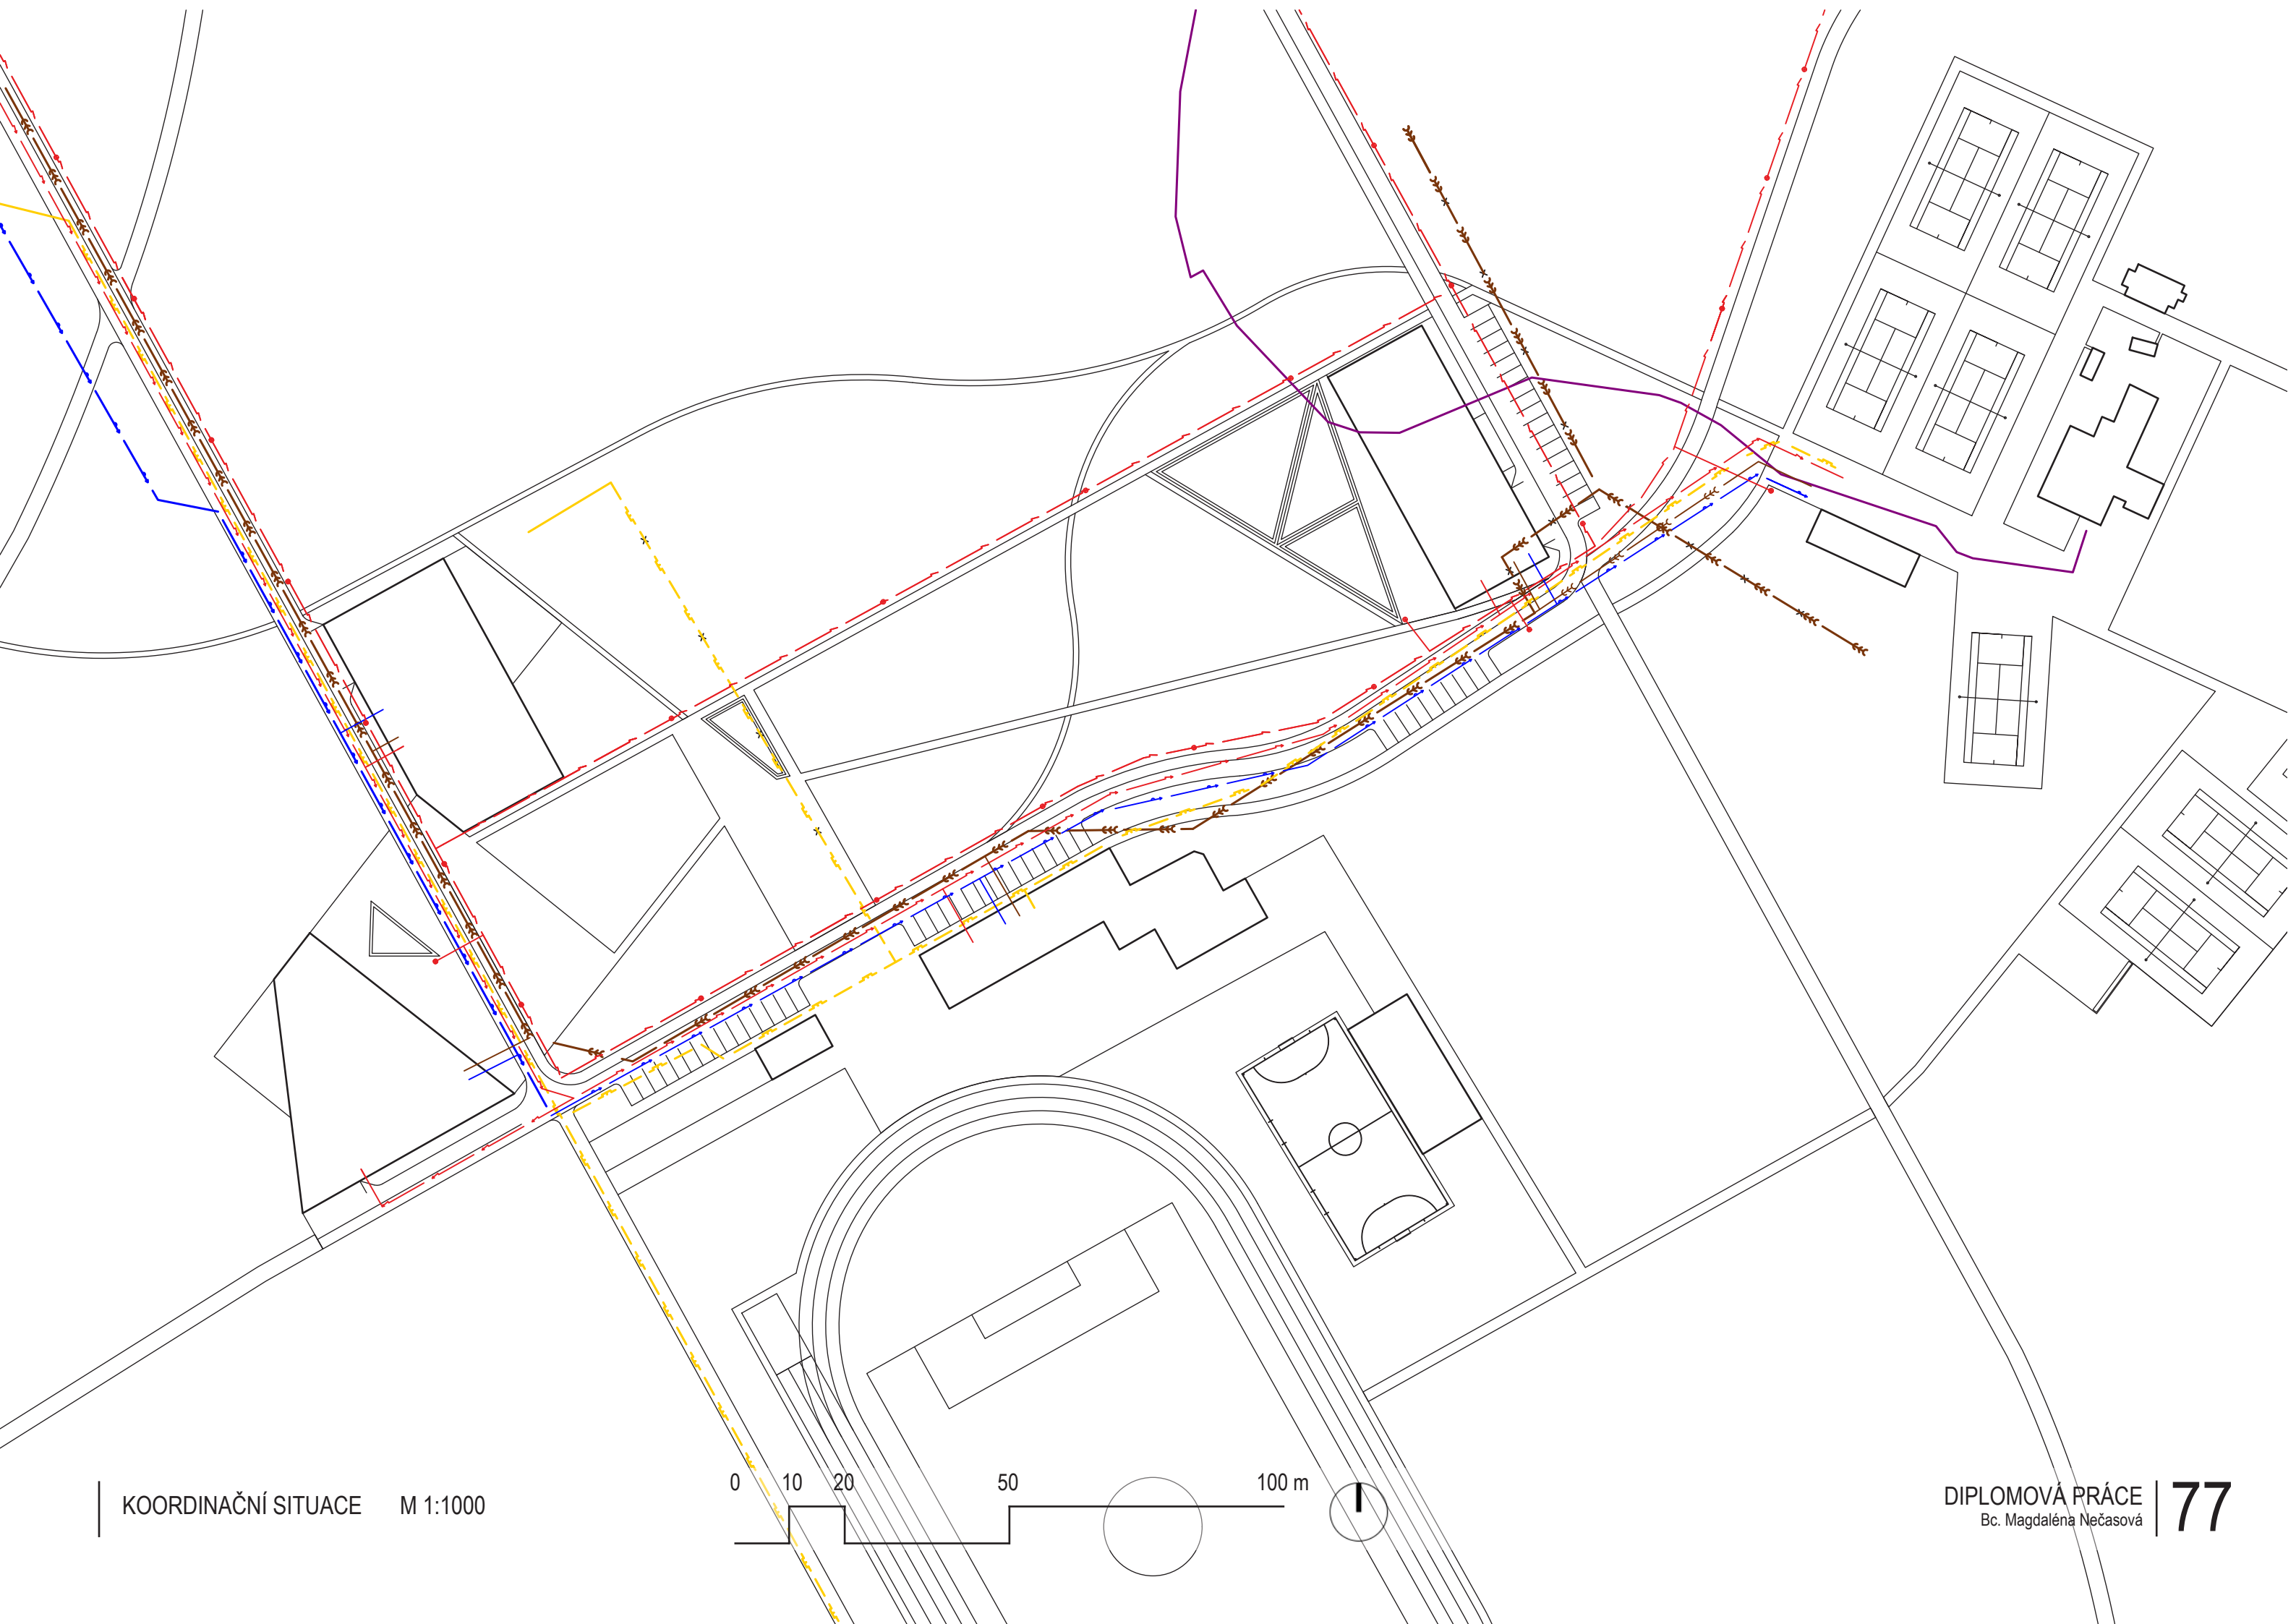 KOORDINAČNÍ SITUACE M 1:1000
0 10 20 50 100 m
DIPLOMOVÁ PRÁCE
Bc. Magdaléna Nečasová
77